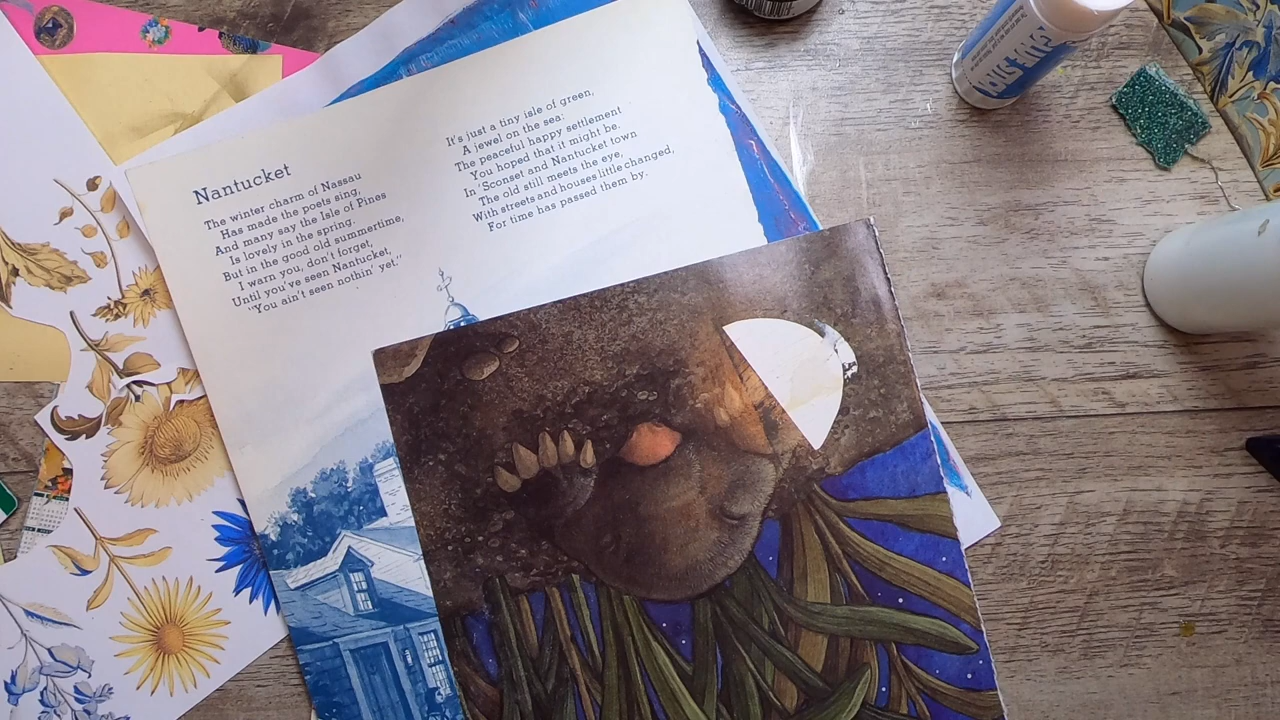 Nantucket
The winter charm of Nassau
Has made the poets sing,
And many say the Isle of Pines
Is lovely in the spring.
But in the good old summertime,
I warn you, don't forget,
Until you've seen Nantucket,
"You ain't seen nothin' yet."
It's just a tiny isle of green,
A jewel on the sea:
The peaceful happy settlement
You hoped that it might be.
In 'Sconset and Nantucket town
The old still meets the eye,
With streets and houses little changed,
For time has passed them by.